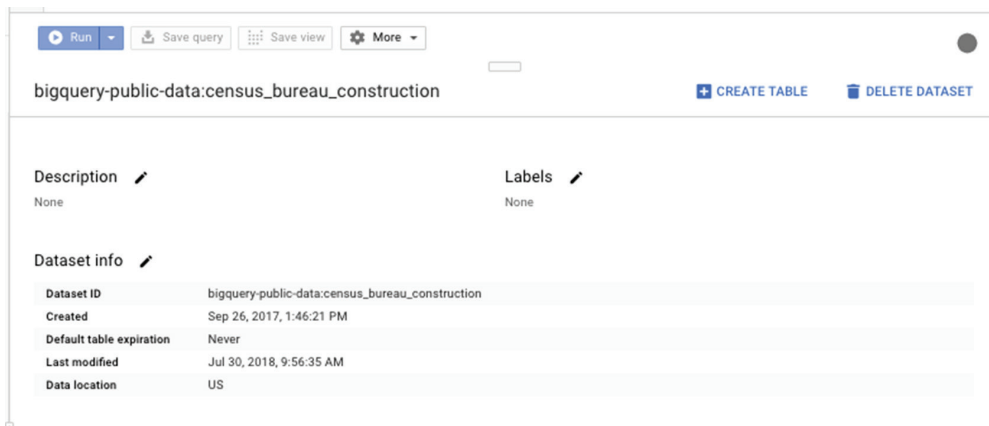 Run Save query Save view More
bigquery-public-data:census_bureau_construction CREATE TABLE DELETE DATASET
Description Labels
None None
Dataset info
Dataset ID bigquery-public-data:census_bureau_construction
Created Sep 26, 2017, 1:46:21 PM
Default table expiration Never
Last modified Jul 30, 2018, 9:56:35 AM
Data location US